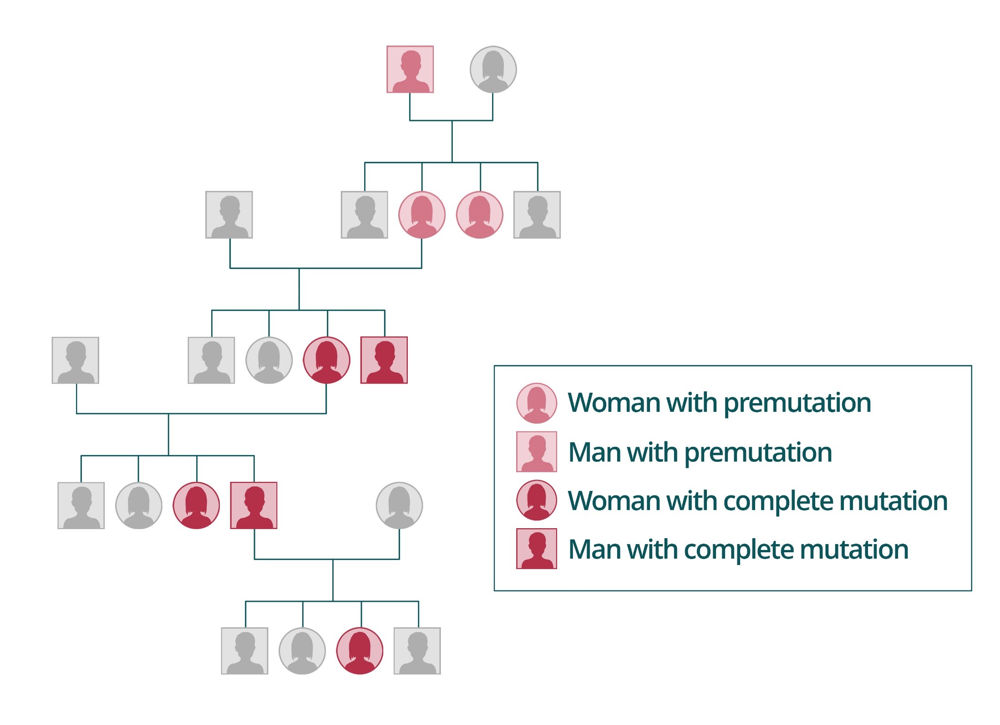 Woman with premutation
Man with premutation
Woman with complete mutation
Man with complete mutation